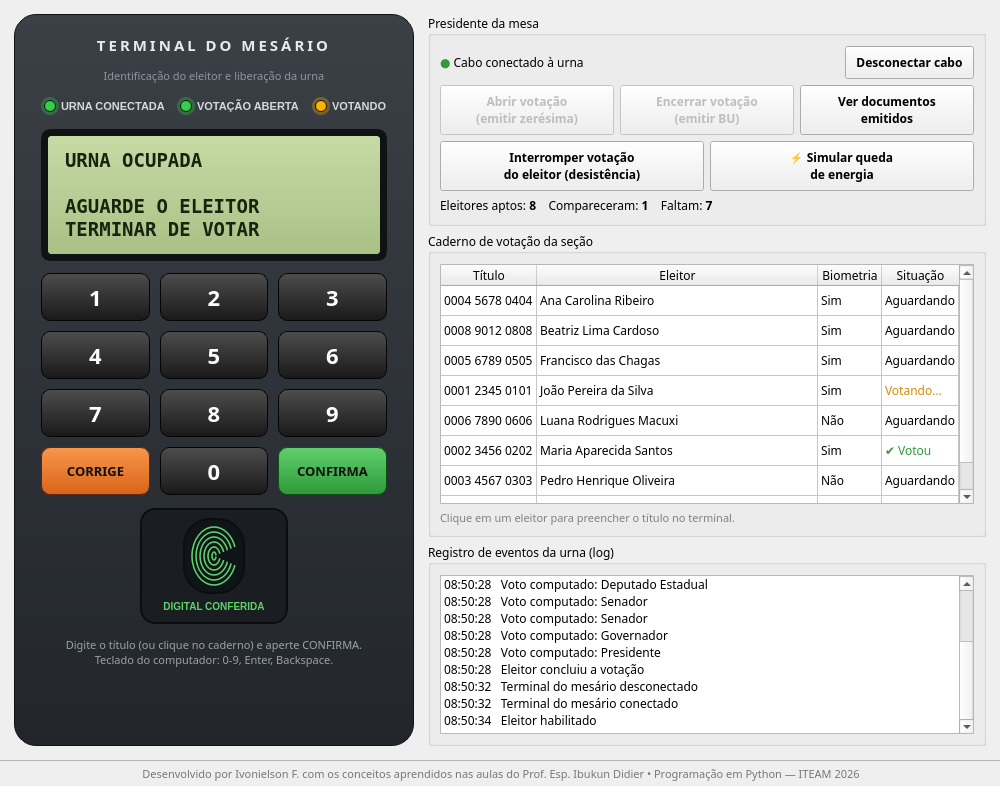 TERMINAL DO MESÁRIO
Identificação do eleitor e liberação da urna
URNA CONECTADA VOTAÇÃO ABERTA VOTANDO
URNA OCUPADA
AGUARDE O ELEITOR
TERMINAR DE VOTAR
1 2 3
4 5 6
7 8 9
CORRIGE 0 CONFIRMA
DIGITAL CONFERIDA
Digite o título (ou clique no caderno) e aperte CONFIRMA.
Teclado do computador: 0-9, Enter, Backspace.
Presidente da mesa
Cabo conectado à urna Desconectar cabo
Abrir votação
(emitir zerésima)
Encerrar votação
(emitir BU)
Ver documentos
emitidos
Interromper votação
do eleitor (desistência)
⚡ Simular queda
de energia
Eleitores aptos: 8 Compareceram: 1 Faltam: 7
Caderno de votação da seção
Título Eleitor Biometria Situação
0004 5678 0404 Ana Carolina Ribeiro Sim Aguardando
0008 9012 0808 Beatriz Lima Cardoso Sim Aguardando
0005 6789 0505 Francisco das Chagas Sim Aguardando
0001 2345 0101 João Pereira da Silva Sim Votando...
0006 7890 0606 Luana Rodrigues Macuxi Não Aguardando
0002 3456 0202 Maria Aparecida Santos Sim ✔ Votou
0003 4567 0303 Pedro Henrique Oliveira Não Aguardando
Clique em um eleitor para preencher o título no terminal.
Registro de eventos da urna (log)
08:50:28 Voto computado: Deputado Estadual
08:50:28 Voto computado: Senador
08:50:28 Voto computado: Senador
08:50:28 Voto computado: Governador
08:50:28 Voto computado: Presidente
08:50:28 Eleitor concluiu a votação
08:50:32 Terminal do mesário desconectado
08:50:32 Terminal do mesário conectado
08:50:34 Eleitor habilitado
Desenvolvido por Ivonielson F. com os conceitos aprendidos nas aulas do Prof. Esp. Ibukun Didier • Programação em Python — ITEAM 2026